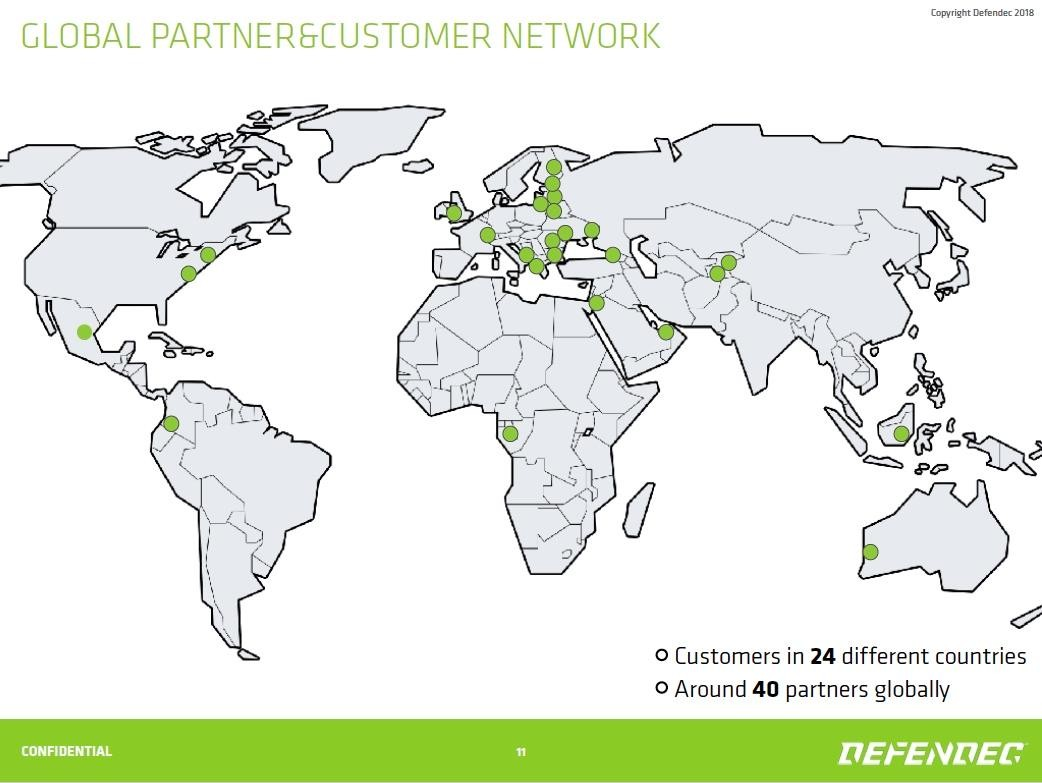 Copyright Defendec 2018
GLOBAL PARTNER&CUSTOMER NETWORK
Customers in 24 different countries
Around 40 partners globally
CONFIDENTIAL
11
DEFENDEC